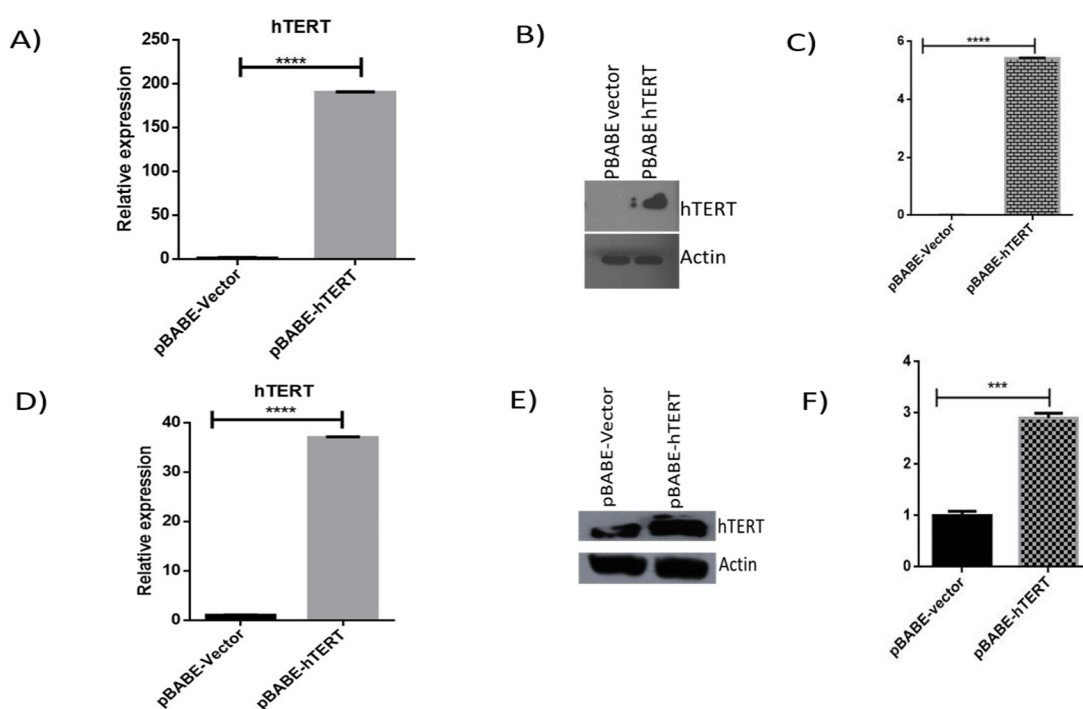 A)
hTERT
Relative expression
250
200
150
100
50
0
****
pBABE-Vector
pBABE-hTERT
B)
PBABE vector
PBABE hTERT
hTERT
Actin
C)
6
4
2
0
****
pBABE-Vector
pBABE-hTERT
D)
hTERT
Relative expression
40
30
20
10
0
****
pBABE-Vector
pBABE-hTERT
E)
pBABE-Vector
pBABE-hTERT
hTERT
Actin
F)
4
3
2
1
0
***
pBABE-vector
pBABE-hTERT